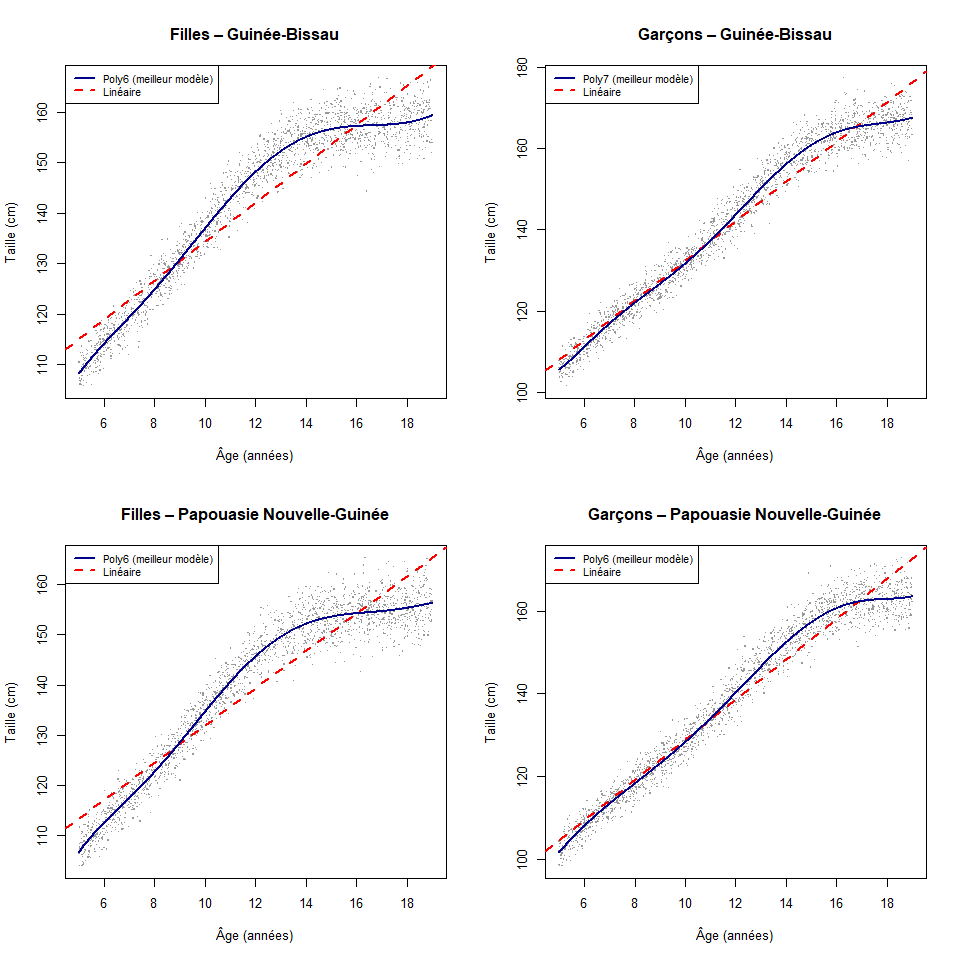 Filles – Guinée-Bissau
Poly6 (meilleur modèle)
Linéaire
Taille (cm)
160
150
140
130
120
110
6 8 10 12 14 16 18
Âge (années)
Garçons – Guinée-Bissau
Poly7 (meilleur modèle)
Linéaire
Taille (cm)
180
160
140
120
100
6 8 10 12 14 16 18
Âge (années)
Filles – Papouasie Nouvelle-Guinée
Poly6 (meilleur modèle)
Linéaire
Taille (cm)
160
150
140
130
120
110
6 8 10 12 14 16 18
Âge (années)
Garçons – Papouasie Nouvelle-Guinée
Poly6 (meilleur modèle)
Linéaire
Taille (cm)
160
140
120
100
6 8 10 12 14 16 18
Âge (années)